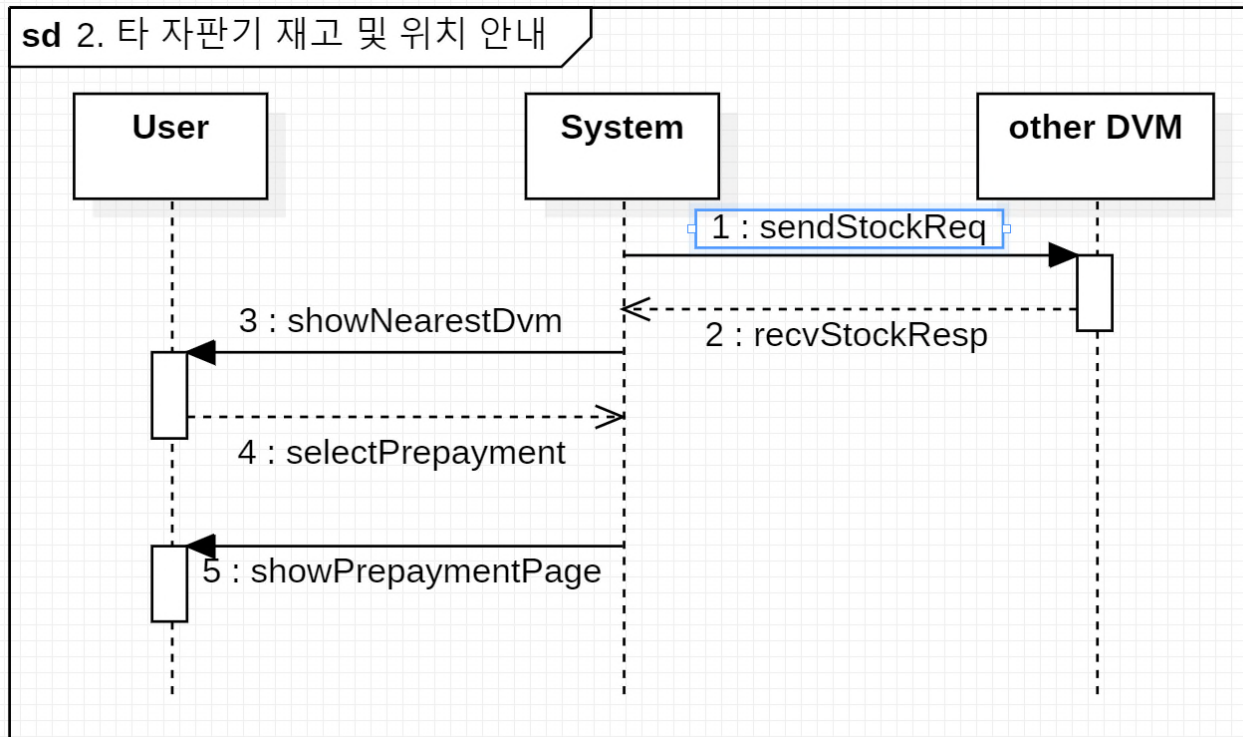 sd 2. 타 자판기 재고 및 위치 안내
User
System
other DVM
1 : sendStockReq
2 : recvStockResp
3 : showNearestDvm
4 : selectPrepayment
5 : showPrepaymentPage